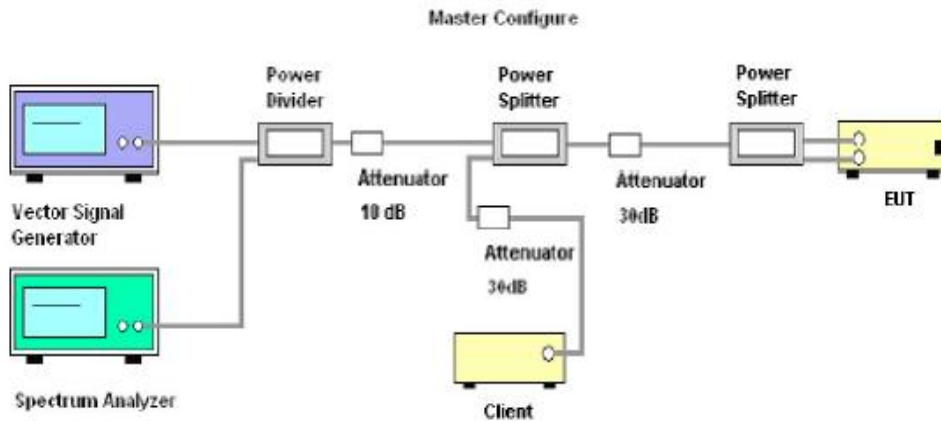 Master Configure
Power
Divider
Power
Splitter
Power
Splitter
Attenuator
10 dB
Attenuator
30dB
EUT
Vector Signal
Generator
Attenuator
30dB
Spectrum Analyzer
Client